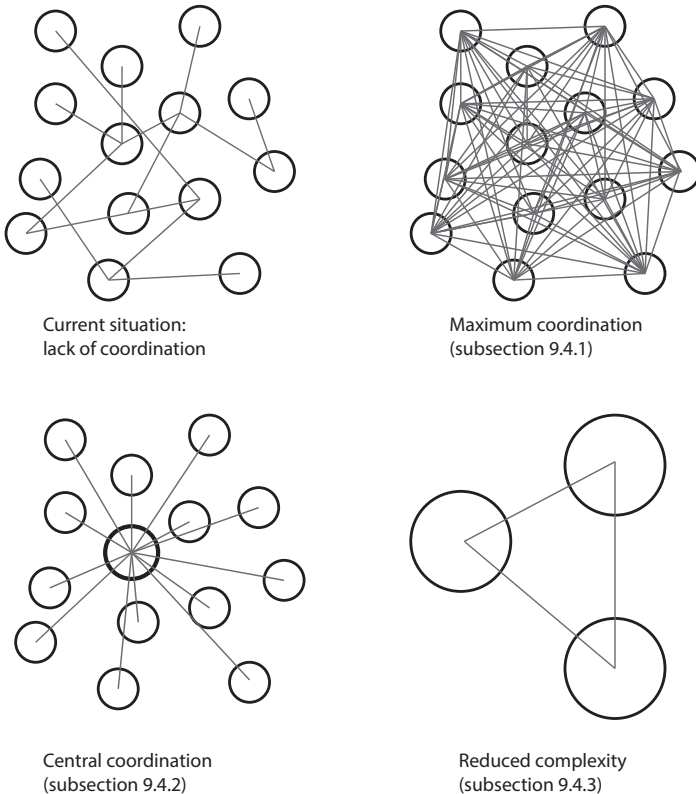 Current situation:
lack of coordination
Maximum coordination
(subsection 9.4.1)
Central coordination
(subsection 9.4.2)
Reduced complexity
(subsection 9.4.3)